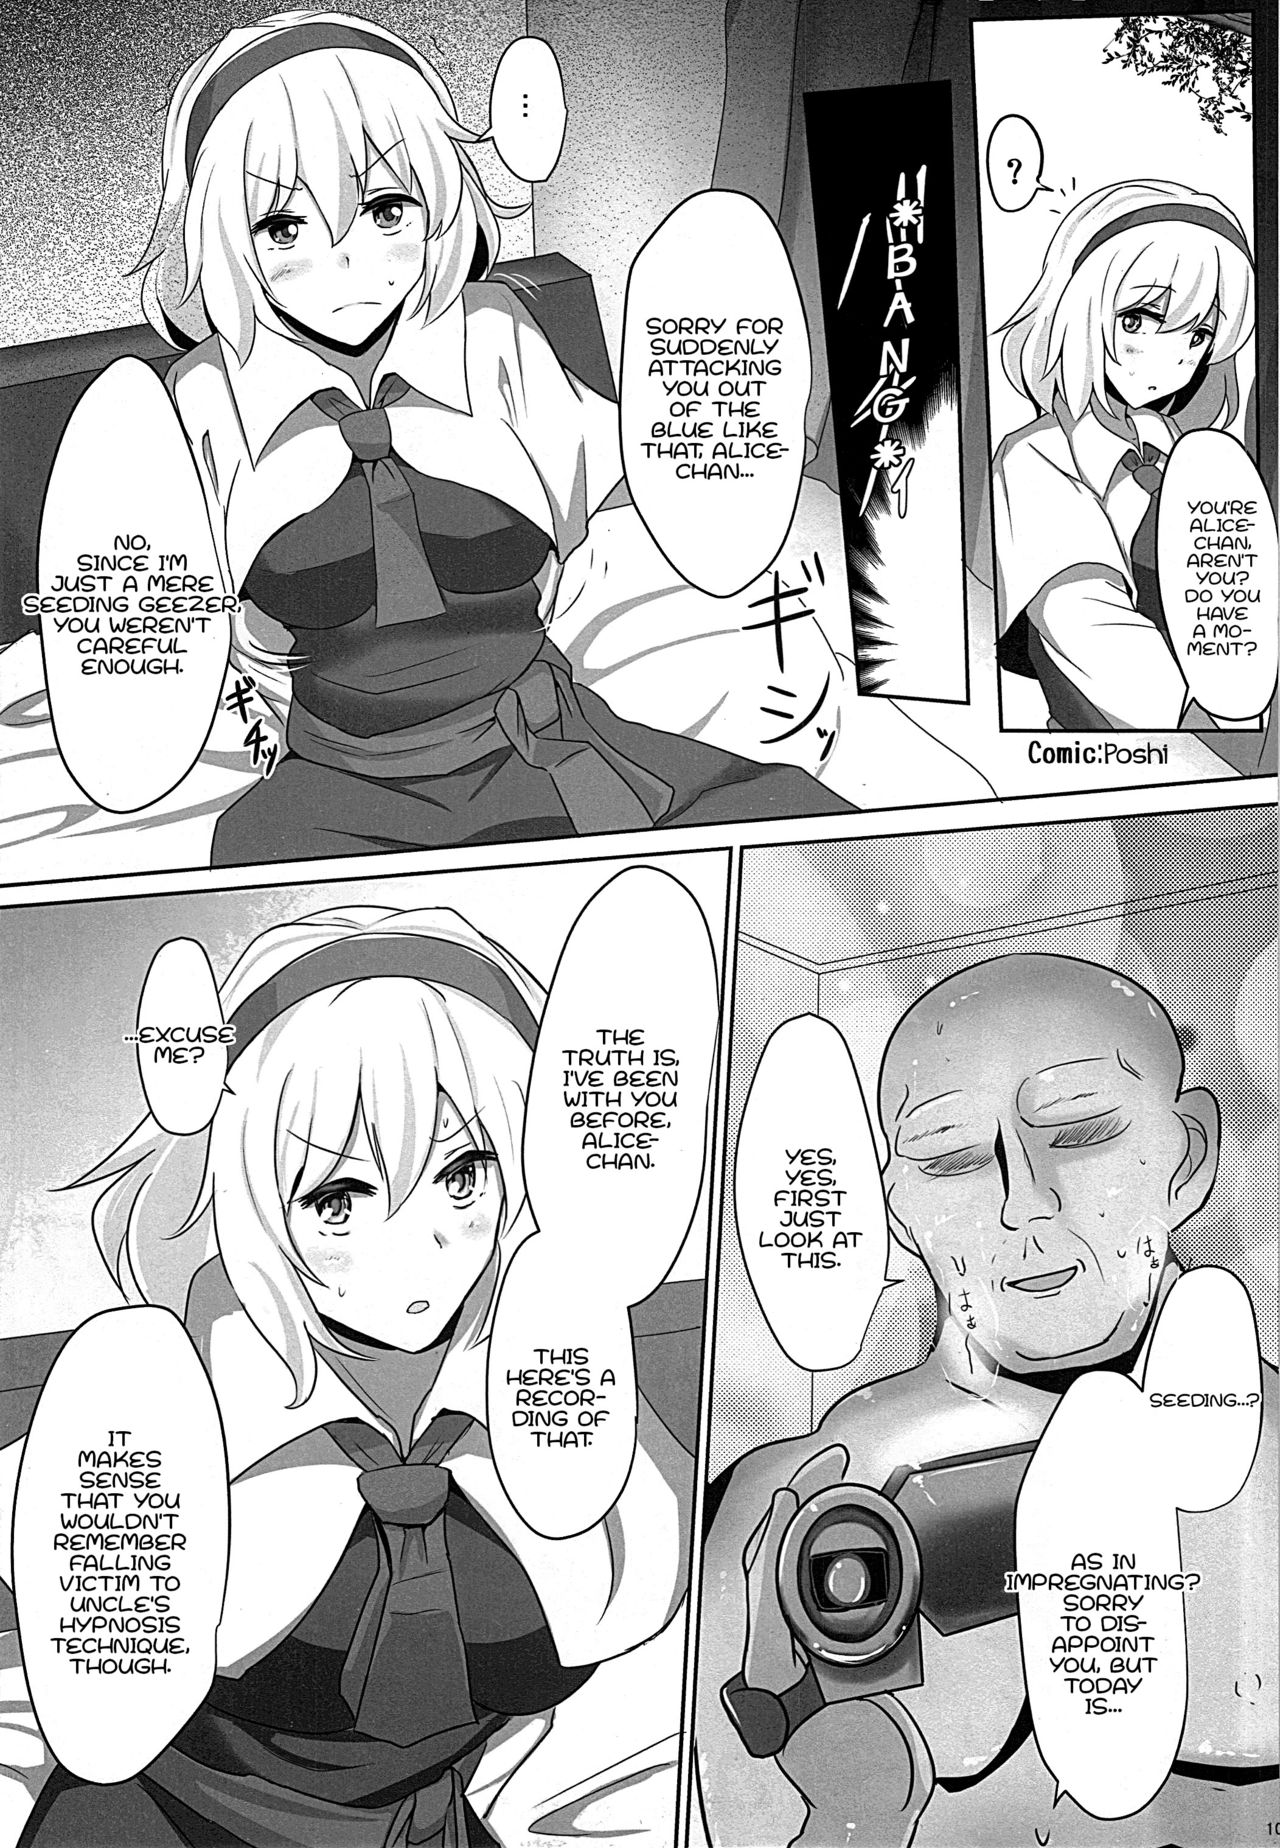 ?
YOU'RE
ALICE-
CHAN,
AREN'T
YOU?
DO YOU
HAVE
A MO-
MENT?
Comic:Poshi
BANG
...
SORRY FOR
SUDDENLY
ATTACKING
YOU OUT
OF THE
BLUE LIKE
THAT, ALICE-
CHAN...
ギシッ
NO,
SINCE I'M
JUST A MERE
SEEDING GEEZER,
YOU WEREN'T
CAREFUL
ENOUGH.
ギチッ
SEEDING...?
AS IN
IMPREGNATING?
SORRY
TO DIS-
APPOINT
YOU, BUT
TODAY
IS...
はぁ
はぁ
YES,
YES,
FIRST
JUST
LOOK AT
THIS.
THE
TRUTH IS,
I'VE BEEN
WITH YOU
BEFORE,
ALICE-
CHAN.
THIS
HERE'S A
RECOR-
DING OF
THAT.
...EXCUSE
ME?
IT
MAKES
SENSE
THAT YOU
WOULDN'T
REMEMBER
FALLING
VICTIM TO
UNCLE'S
HYPNOSIS
TECHNIQUE,
THOUGH.